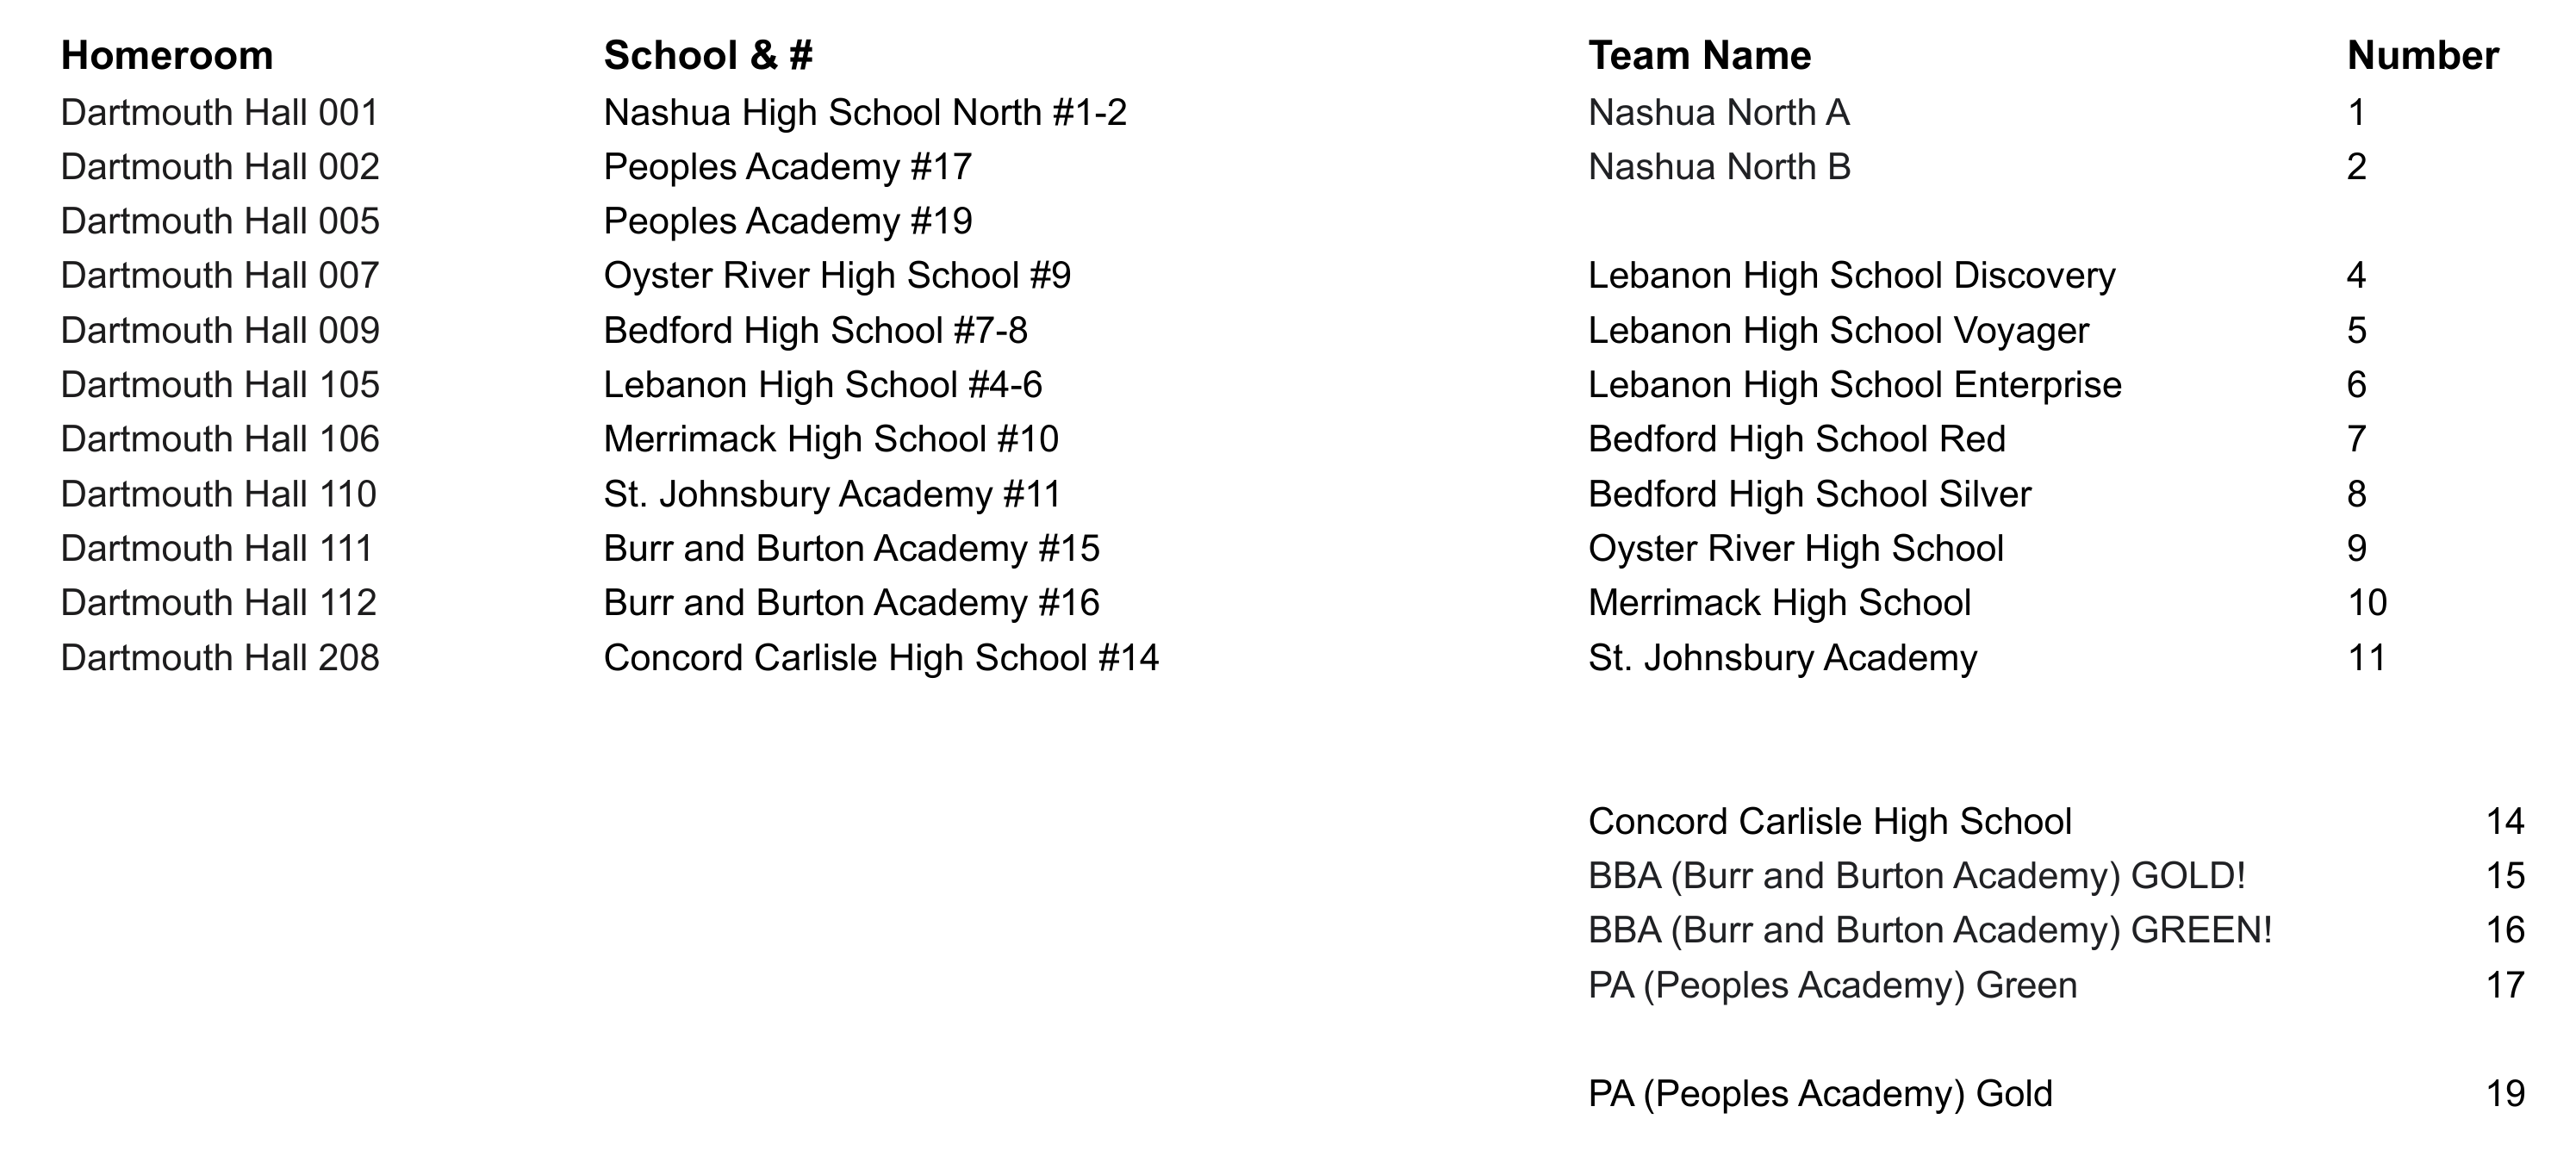 Homeroom School & # Team Name Number
Dartmouth Hall 001 Nashua High School North #1-2 Nashua North A 1
Dartmouth Hall 002 Peoples Academy #17 Nashua North B 2
Dartmouth Hall 005 Peoples Academy #19
Dartmouth Hall 007 Oyster River High School #9 Lebanon High School Discovery 4
Dartmouth Hall 009 Bedford High School #7-8 Lebanon High School Voyager 5
Dartmouth Hall 105 Lebanon High School #4-6 Lebanon High School Enterprise 6
Dartmouth Hall 106 Merrimack High School #10 Bedford High School Red 7
Dartmouth Hall 110 St. Johnsbury Academy #11 Bedford High School Silver 8
Dartmouth Hall 111 Burr and Burton Academy #15 Oyster River High School 9
Dartmouth Hall 112 Burr and Burton Academy #16 Merrimack High School 10
Dartmouth Hall 208 Concord Carlisle High School #14 St. Johnsbury Academy 11
Concord Carlisle High School 14
BBA (Burr and Burton Academy) GOLD! 15
BBA (Burr and Burton Academy) GREEN! 16
PA (Peoples Academy) Green 17
PA (Peoples Academy) Gold 19